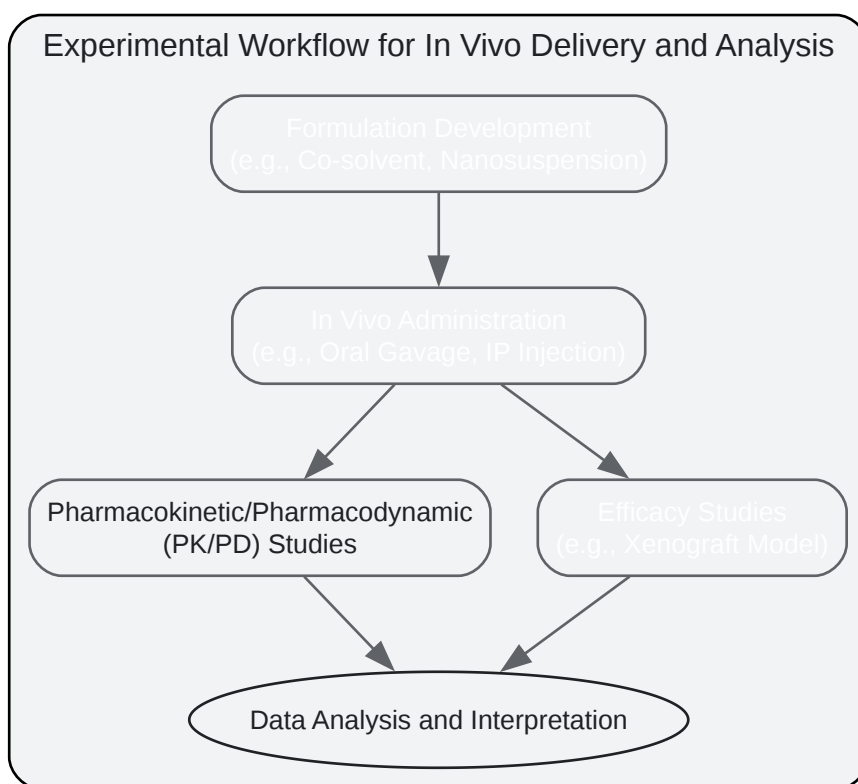 Experimental Workflow for In Vivo Delivery and Analysis
Formulation Development
(e.g., Co-solvent, Nanosuspension)
In Vivo Administration
(e.g., Oral Gavage, IP Injection)
Pharmacokinetic/Pharmacodynamic
(PK/PD) Studies
Efficacy Studies
(e.g., Xenograft Model)
Data Analysis and Interpretation